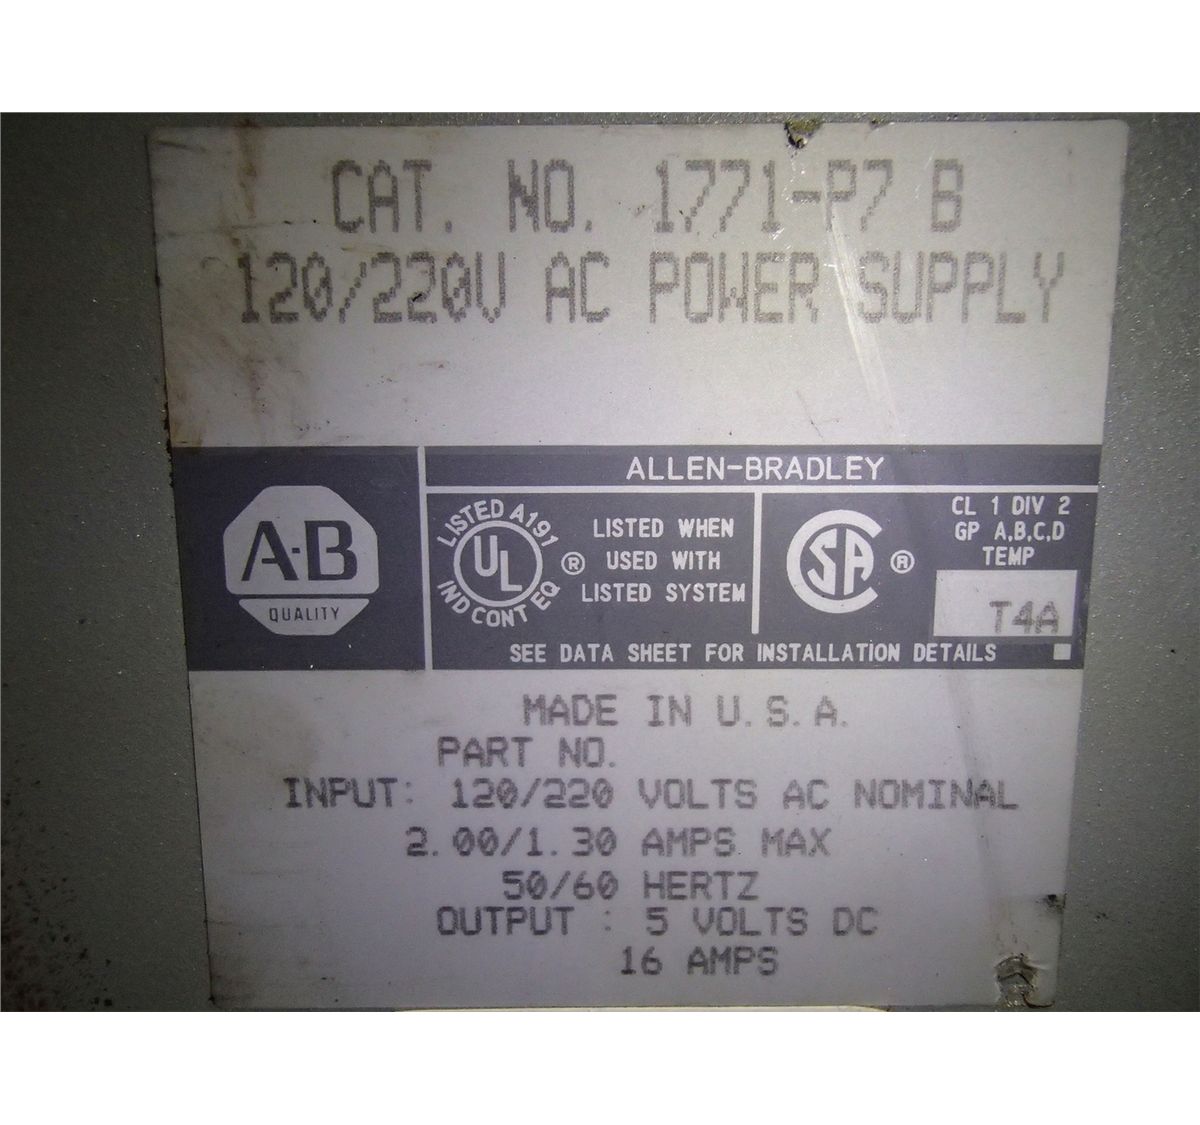 CAT. NO. 1771-P7 B
120/220V AC POWER SUPPLY
ALLEN-BRADLEY
A-B
QUALITY
LISTED A191
UL
IND CONT EQ
®
LISTED WHEN
USED WITH
LISTED SYSTEM
CSA
®
CL 1 DIV 2
GP A,B,C,D
TEMP
T4A
SEE DATA SHEET FOR INSTALLATION DETAILS
MADE IN U.S.A.
PART NO.
INPUT: 120/220 VOLTS AC NOMINAL
2.00/1.30 AMPS MAX
50/60 HERTZ
OUTPUT : 5 VOLTS DC
16 AMPS